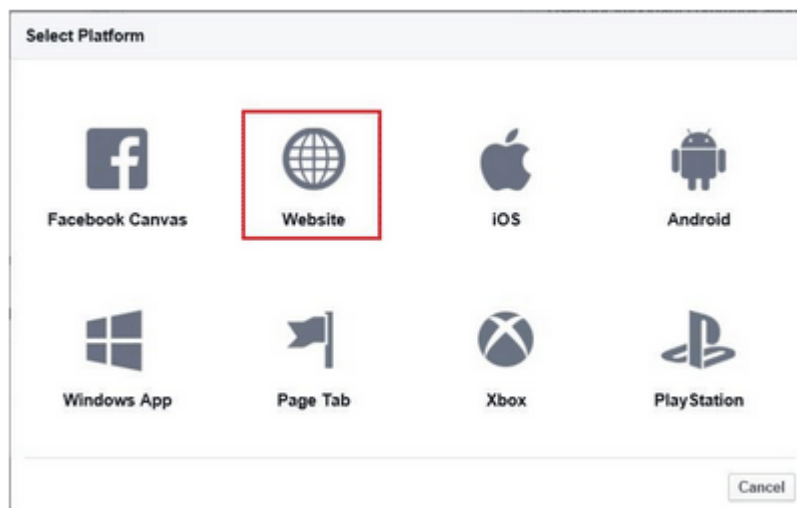 Select Platform
Facebook Canvas
Website
iOS
Android
Windows App
Page Tab
Xbox
PlayStation
Cancel